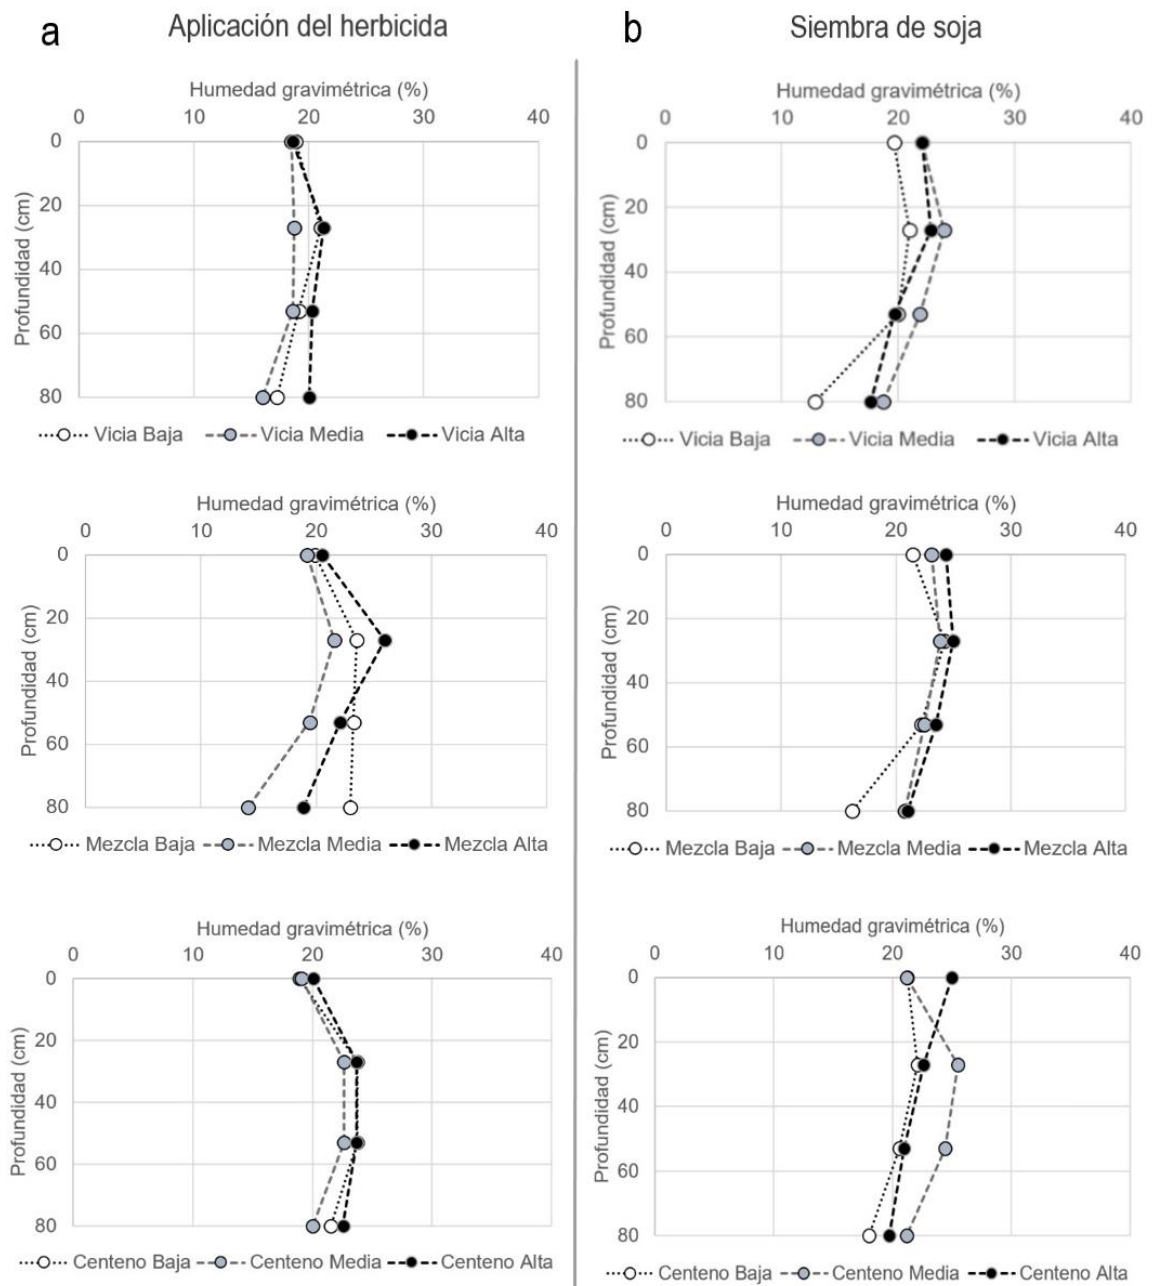 a
Aplicación del herbicida
Humedad gravimétrica (%)
0 10 20 30 40
Profundidad (cm)
0
20
40
60
80
Vicia Baja Vicia Media Vicia Alta
Humedad gravimétrica (%)
0 10 20 30 40
Profundidad (cm)
0
20
40
60
80
Mezcla Baja Mezcla Media Mezcla Alta
Humedad gravimétrica (%)
0 10 20 30 40
Profundidad (cm)
0
20
40
60
80
Centeno Baja Centeno Media Centeno Alta
b
Siembra de soja
Humedad gravimétrica (%)
0 10 20 30 40
Profundidad (cm)
0
20
40
60
80
Vicia Baja Vicia Media Vicia Alta
Humedad gravimétrica (%)
0 10 20 30 40
Profundidad (cm)
0
20
40
60
80
Mezcla Baja Mezcla Media Mezcla Alta
Humedad gravimétrica (%)
0 10 20 30 40
Profundidad (cm)
0
20
40
60
80
Centeno Baja Centeno Media Centeno Alta